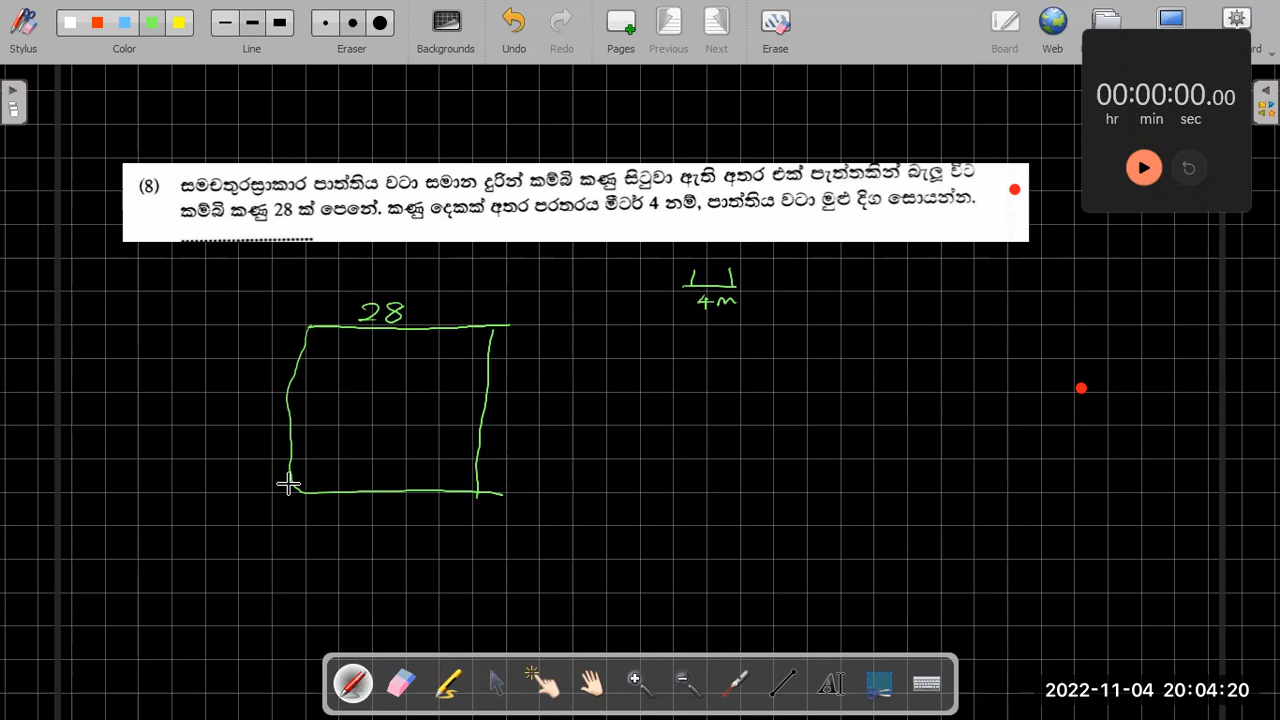 Stylus
Color
Line
Eraser
Backgrounds
Undo
Redo
Pages
Previous
Next
Erase
Board
Web
00:00:00.00
hr min sec
(8) සමචතුරස්‍රාකාර පාත්තිය වටා සමාන දුරින් කම්බි කණු සිටුවා ඇති අතර එක් පැත්තකින් බැලූ විට
කම්බි කණු 28 ක් පෙනේ. කණු දෙකක් අතර පරතරය මීටර් 4 නම්, පාත්තිය වටා මුළු දිග සොයන්න.
..............................
4m
28
AI
2022-11-04 20:04:20